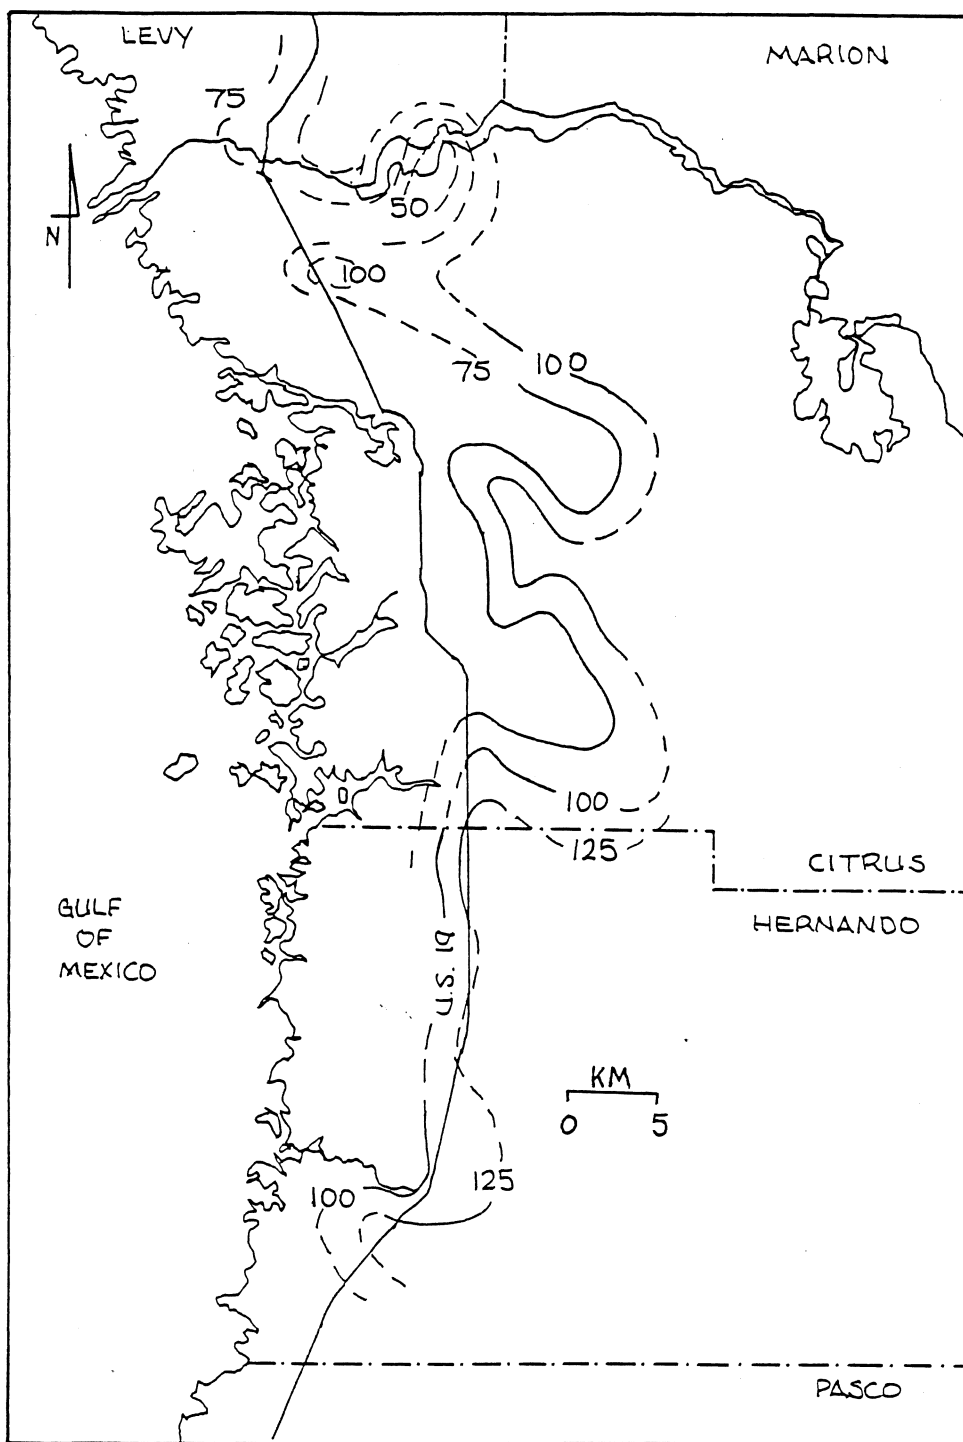 LEVY
MARION
75
N
50
100
75
100
100
125
CITRUS
HERNANDO
GULF
OF
MEXICO
U.S. 19
KM
0 5
125
100
PASCO